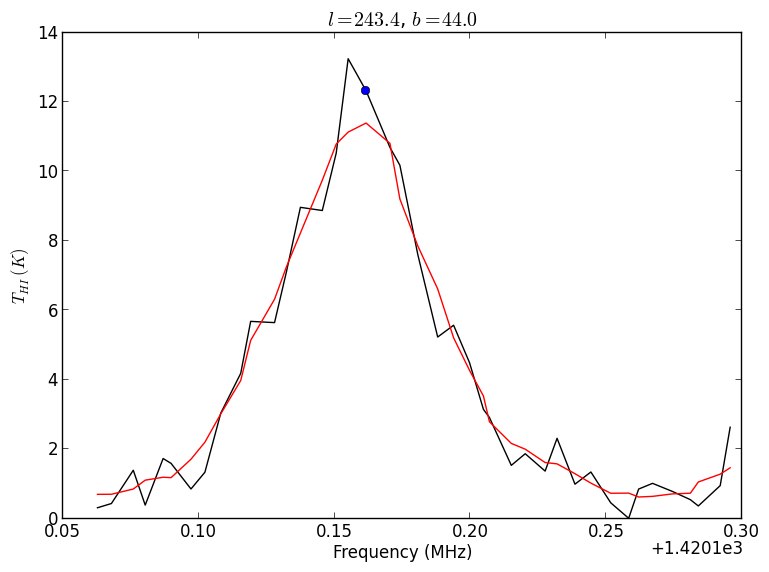 l = 243.4, b = 44.0
14
12
10
8
6
4
2
0
T_HI (K)
0.05 0.10 0.15 0.20 0.25 0.30
Frequency (MHz)
+1.4201e3